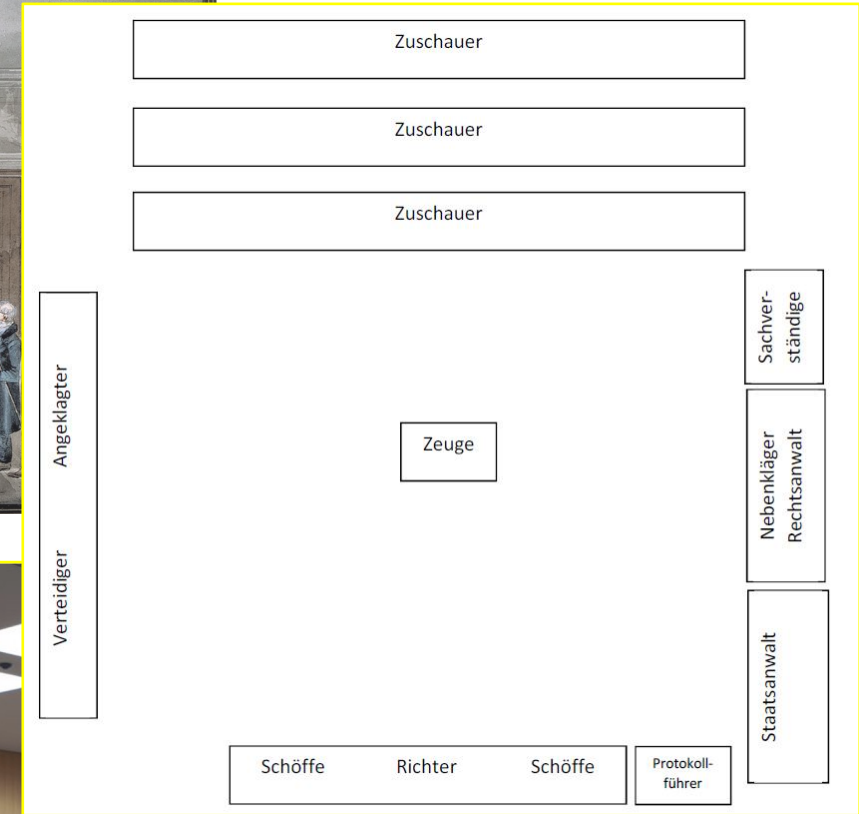 Zuschauer
Zuschauer
Zuschauer
Sachver-
ständige
Angeklagter
Zeuge
Nebenkläger
Rechtsanwalt
Verteidiger
Staatsanwalt
Schöffe Richter Schöffe
Protokoll-
führer